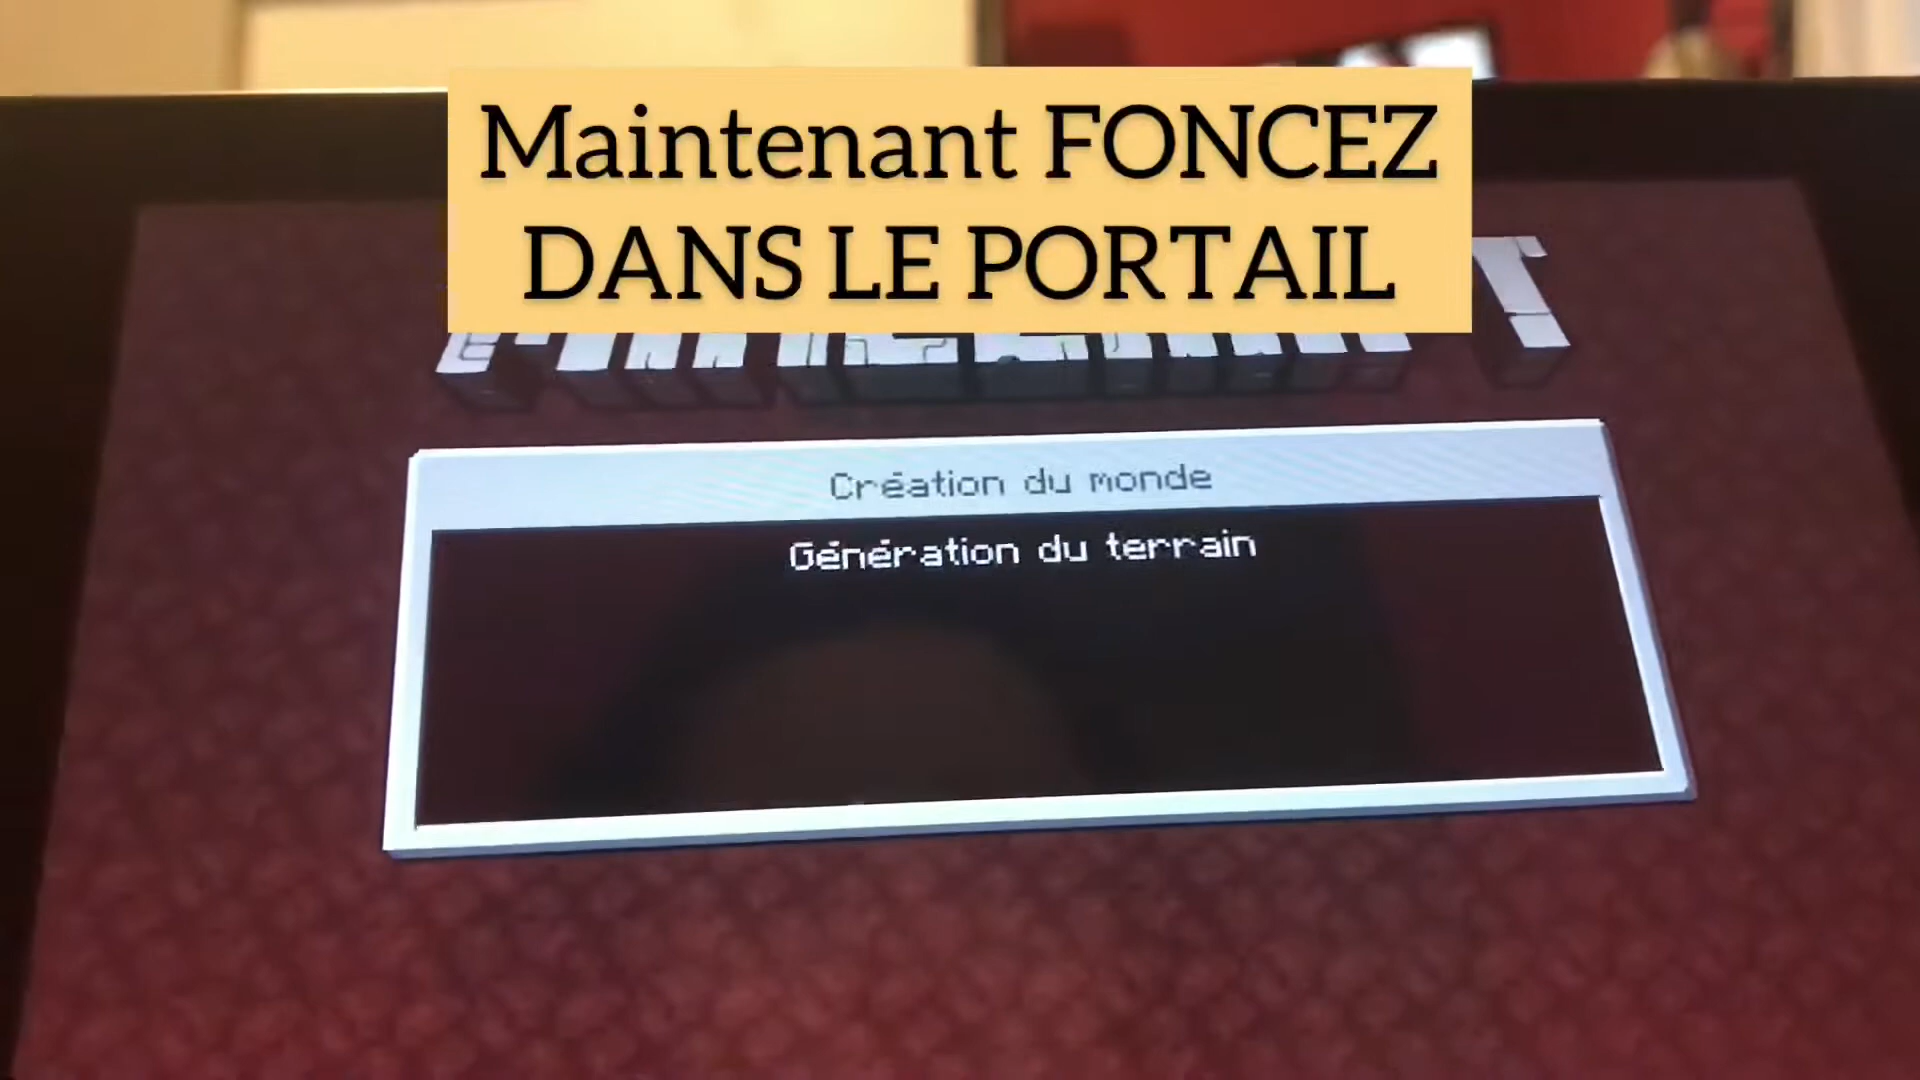 Maintenant FONCEZ
DANS LE PORTAIL
Création du monde
Génération du terrain